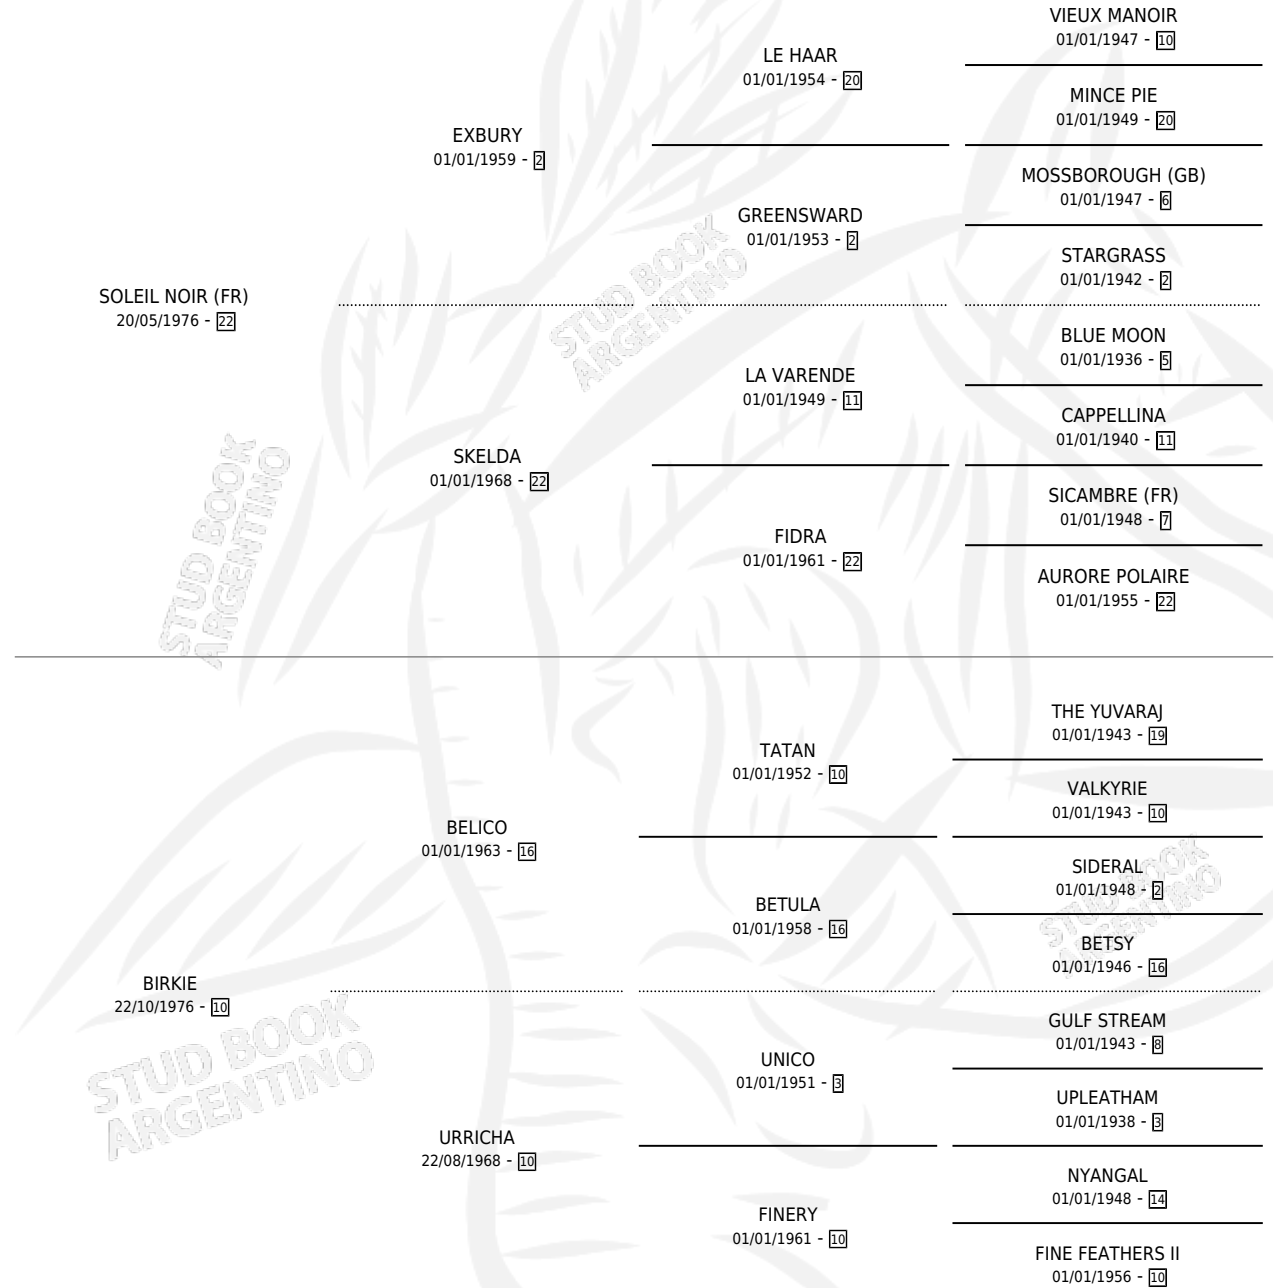 VIEUX MANOIR
01/01/1947 - 10
LE HAAR
01/01/1954 - 20
MINCE PIE
01/01/1949 - 20
EXBURY
01/01/1959 - 2
MOSSBOROUGH (GB)
01/01/1947 - 6
GREENSWARD
01/01/1953 - 2
STARGRASS
01/01/1942 - 2
SOLEIL NOIR (FR)
20/05/1976 - 22
BLUE MOON
01/01/1936 - 5
LA VARENDE
01/01/1949 - 11
CAPPELLINA
01/01/1940 - 11
SKELDA
01/01/1968 - 22
SICAMBRE (FR)
01/01/1948 - 7
FIDRA
01/01/1961 - 22
AURORE POLAIRE
01/01/1955 - 22
STUD BOOK
ARGENTINO
STUD BOOK
ARGENTINO
THE YUVARAJ
01/01/1943 - 19
TATAN
01/01/1952 - 10
VALKYRIE
01/01/1943 - 10
BELICO
01/01/1963 - 16
SIDERAL
01/01/1948 - 2
BETULA
01/01/1958 - 16
BETSY
01/01/1946 - 16
BIRKIE
22/10/1976 - 10
GULF STREAM
01/01/1943 - 8
UNICO
01/01/1951 - 3
UPLEATHAM
01/01/1938 - 3
URRICHA
22/08/1968 - 10
NYANGAL
01/01/1948 - 14
FINERY
01/01/1961 - 10
FINE FEATHERS II
01/01/1956 - 10
STUD BOOK
ARGENTINO
STUD BOOK
ARGENTINO